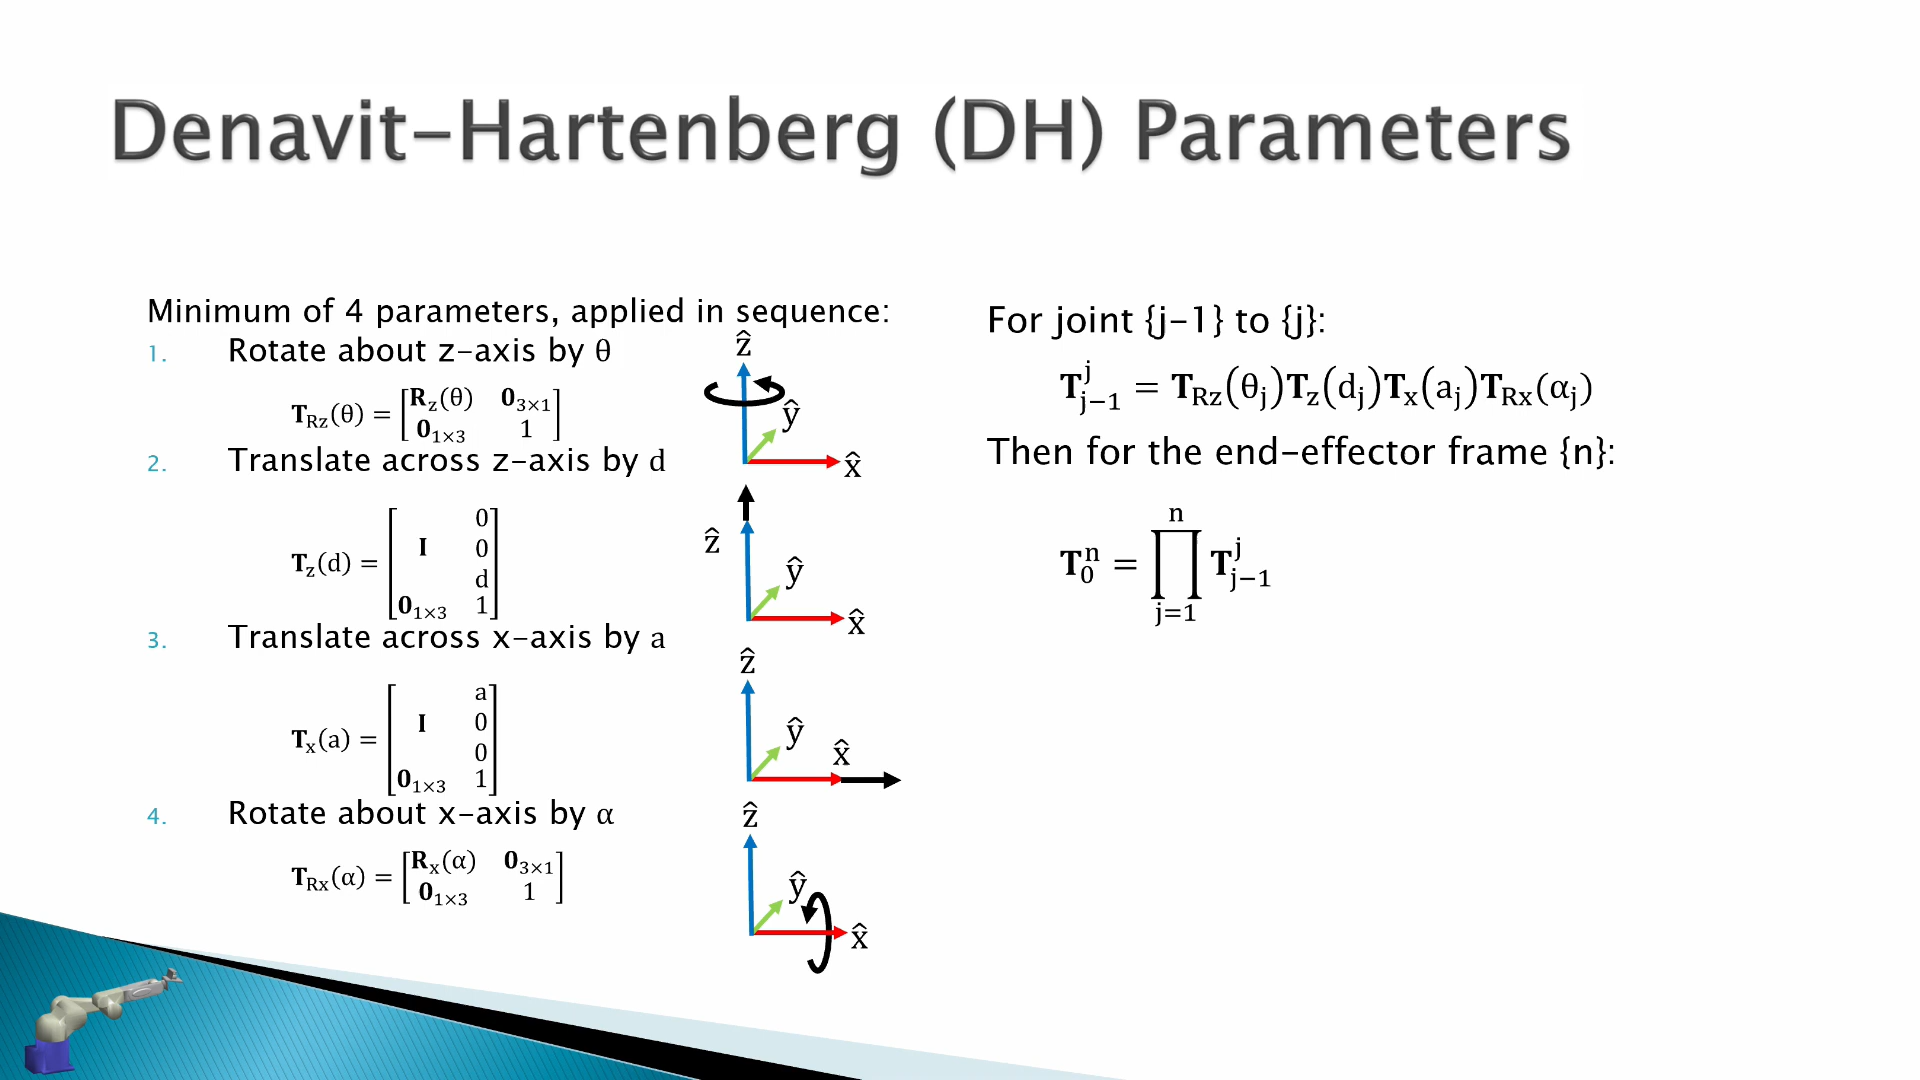 Denavit-Hartenberg (DH) Parameters
Minimum of 4 parameters, applied in sequence:
1. Rotate about z-axis by θ
T_Rz(θ) = [R_z(θ) 0_3×1
0_1×3 1]
2. Translate across z-axis by d
T_z(d) = [I 0
0
d
0_1×3 1]
3. Translate across x-axis by a
T_x(a) = [I a
0
0
0_1×3 1]
4. Rotate about x-axis by α
T_Rx(α) = [R_x(α) 0_3×1
0_1×3 1]
ẑ
ŷ
x̂
ẑ
ŷ
x̂
ẑ
ŷ
x̂
ẑ
ŷ
x̂
For joint {j-1} to {j}:
T_{j-1}^j = T_Rz(θ_j)T_z(d_j)T_x(a_j)T_Rx(α_j)
Then for the end-effector frame {n}:
T_0^n = ∏_{j=1}^n T_{j-1}^j